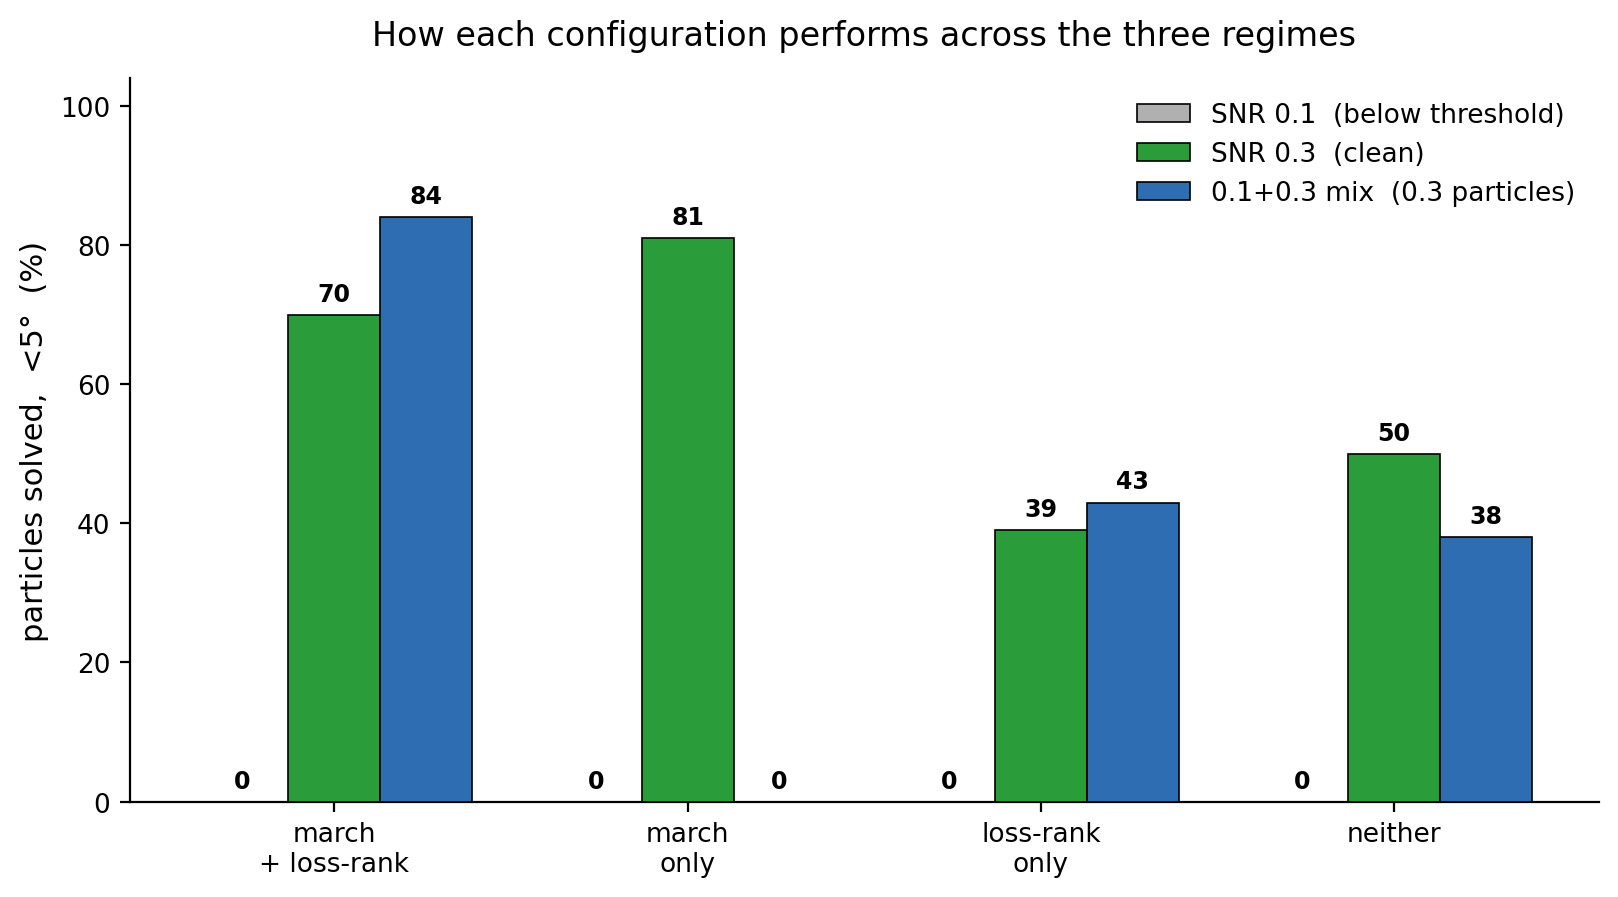 How each configuration performs across the three regimes
SNR 0.1 (below threshold)
SNR 0.3 (clean)
0.1+0.3 mix (0.3 particles)
particles solved, <5° (%)
100
80
60
40
20
0
0
70
84
0
81
0
0
39
43
0
50
38
march
+ loss-rank
march
only
loss-rank
only
neither